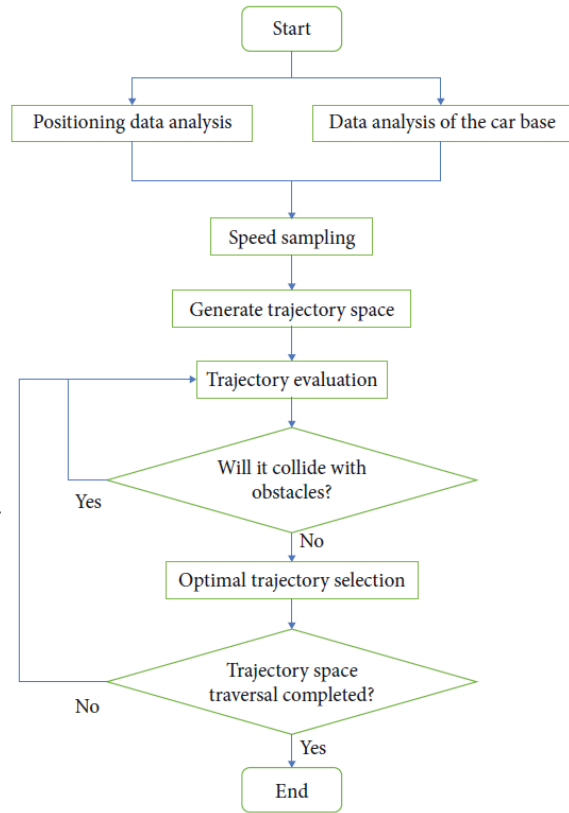 Start
Positioning data analysis
Data analysis of the car base
Speed sampling
Generate trajectory space
Trajectory evaluation
Will it collide with
obstacles?
Yes
No
Optimal trajectory selection
Trajectory space
traversal completed?
No
Yes
End